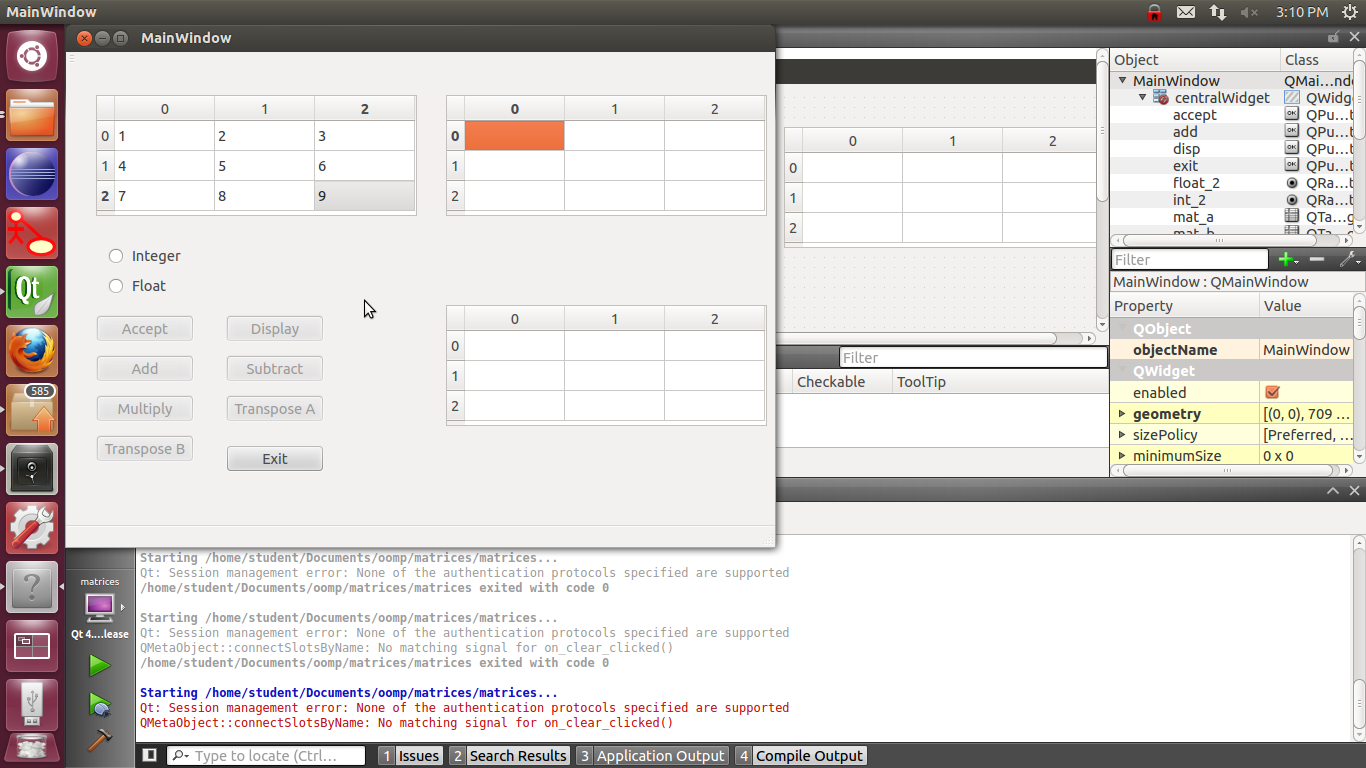 MainWindow
3:10 PM
MainWindow
0 1 2
0 1 2 3
1 4 5 6
2 7 8 9
0 1 2
0
1
2
Integer
Float
Accept Display
Add Subtract
Multiply Transpose A
Transpose B
Exit
0 1 2
0
1
2
0 1 2
0
1
2
Object Class
MainWindow QMai...nd
centralWidget QWidg
accept QPu...t
add QPu...t
disp QPu...t
exit QPu...t
float_2 QRa...t
int_2 QRa...t
mat_a QTa...g
mat_b QTa...g
Filter
MainWindow : QMainWindow
Property Value
QObject
objectName MainWindow
QWidget
enabled
geometry [(0, 0), 709 ...
sizePolicy [Preferred, ...
minimumSize 0 x 0
Filter
Checkable ToolTip
Qt
585
matrices
Qt 4....lease
Starting /home/student/Documents/oomp/matrices/matrices...
Qt: Session management error: None of the authentication protocols specified are supported
/home/student/Documents/oomp/matrices/matrices exited with code 0
Starting /home/student/Documents/oomp/matrices/matrices...
Qt: Session management error: None of the authentication protocols specified are supported
QMetaObject::connectSlotsByName: No matching signal for on_clear_clicked()
/home/student/Documents/oomp/matrices/matrices exited with code 0
Starting /home/student/Documents/oomp/matrices/matrices...
Qt: Session management error: None of the authentication protocols specified are supported
QMetaObject::connectSlotsByName: No matching signal for on_clear_clicked()
Type to locate (Ctrl...
1 Issues 2 Search Results 3 Application Output 4 Compile Output